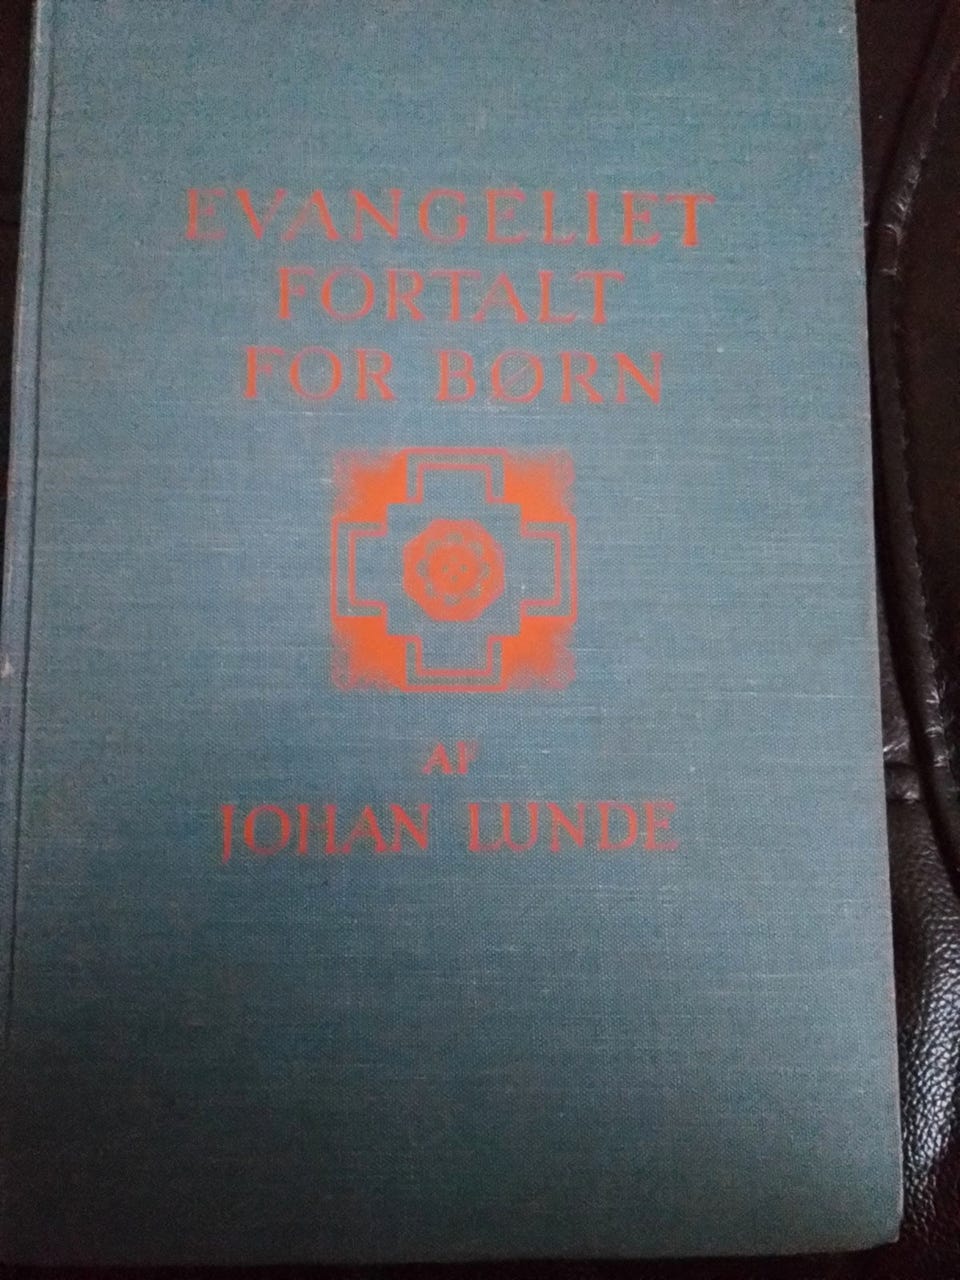 EVANGELIET
FORTALT
FOR BØRN
AF
JOHAN LUNDE